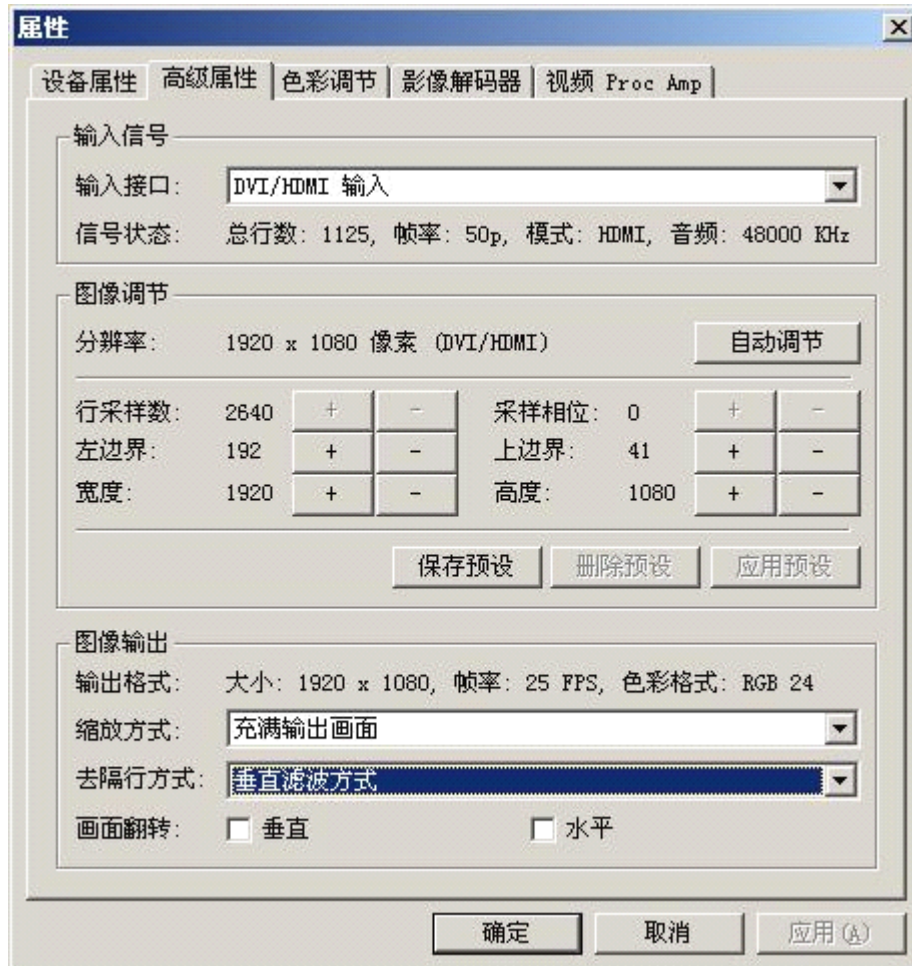 属性
设备属性 高级属性 色彩调节 影像解码器 视频 Proc Amp
输入信号
输入接口: DVI/HDMI 输入
信号状态: 总行数: 1125, 帧率: 50p, 模式: HDMI, 音频: 48000 KHz
图像调节
分辨率: 1920 x 1080 像素 (DVI/HDMI) 自动调节
行采样数: 2640 + - 采样相位: 0 + -
左边界: 192 + - 上边界: 41 + -
宽度: 1920 + - 高度: 1080 + -
保存预设 删除预设 应用预设
图像输出
输出格式: 大小: 1920 x 1080, 帧率: 25 FPS, 色彩格式: RGB 24
缩放方式: 充满输出画面
去隔行方式: 垂直滤波方式
画面翻转: 垂直 水平
确定 取消 应用(A)